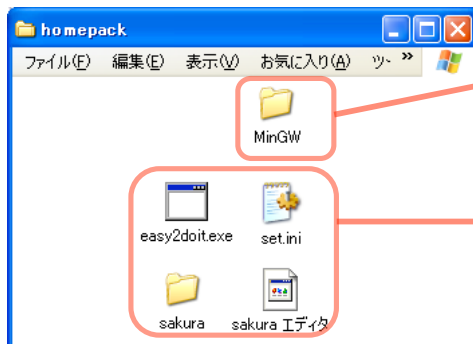 homepack
ファイル(F) 編集(E) 表示(V) お気に入り(A) ツ »
MinGW
easy2doit.exe set.ini
sakura sakura エディタ